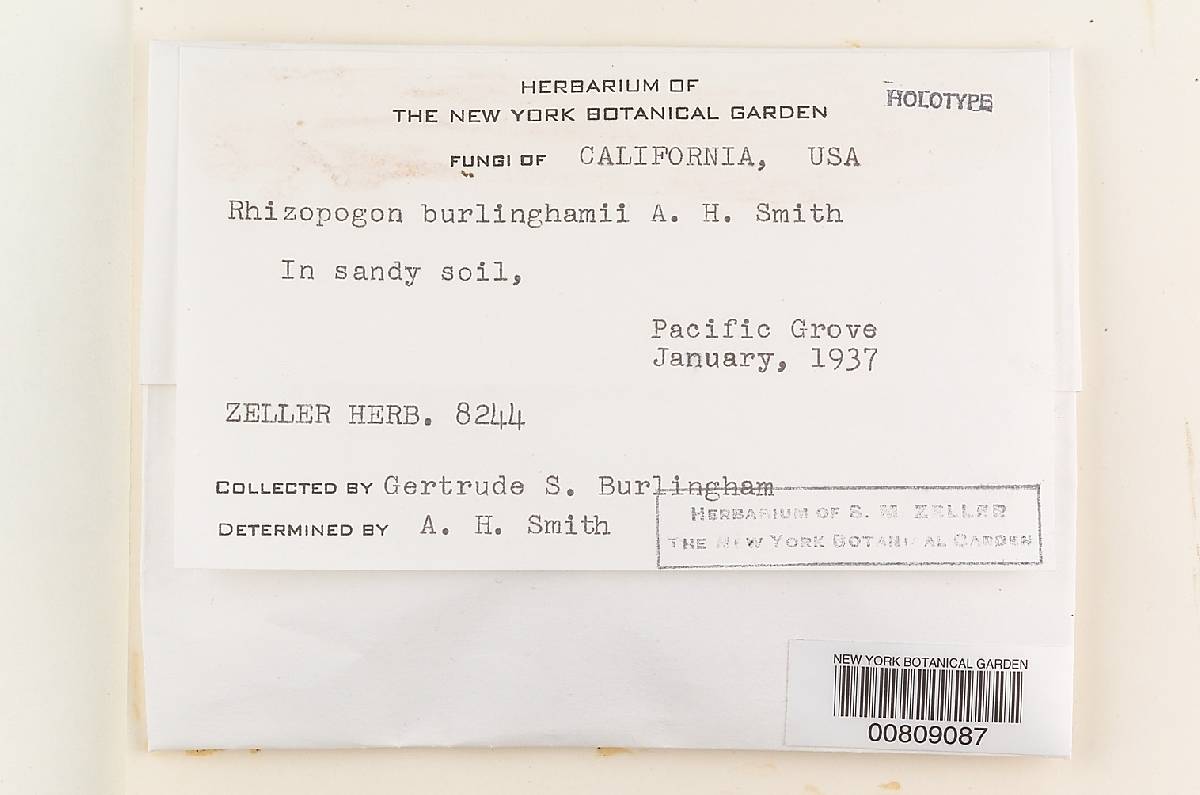 HERBARIUM OF
THE NEW YORK BOTANICAL GARDEN
HOLOTYPE
FUNGI OF CALIFORNIA, USA
Rhizopogon burlinghamii A. H. Smith
In sandy soil,
Pacific Grove
January, 1937
ZELLER HERB. 8244
COLLECTED BY Gertrude S. Burlingham
DETERMINED BY A. H. Smith
HERBARIUM OF S. M. ZELLER
THE NEW YORK BOTANICAL GARDEN
NEW YORK BOTANICAL GARDEN
00809087